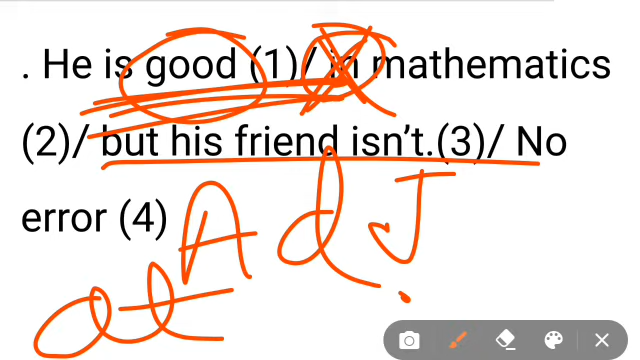 . He is good (1)/ in mathematics
(2)/ but his friend isn't.(3)/ No
error (4)
AdJ.
at